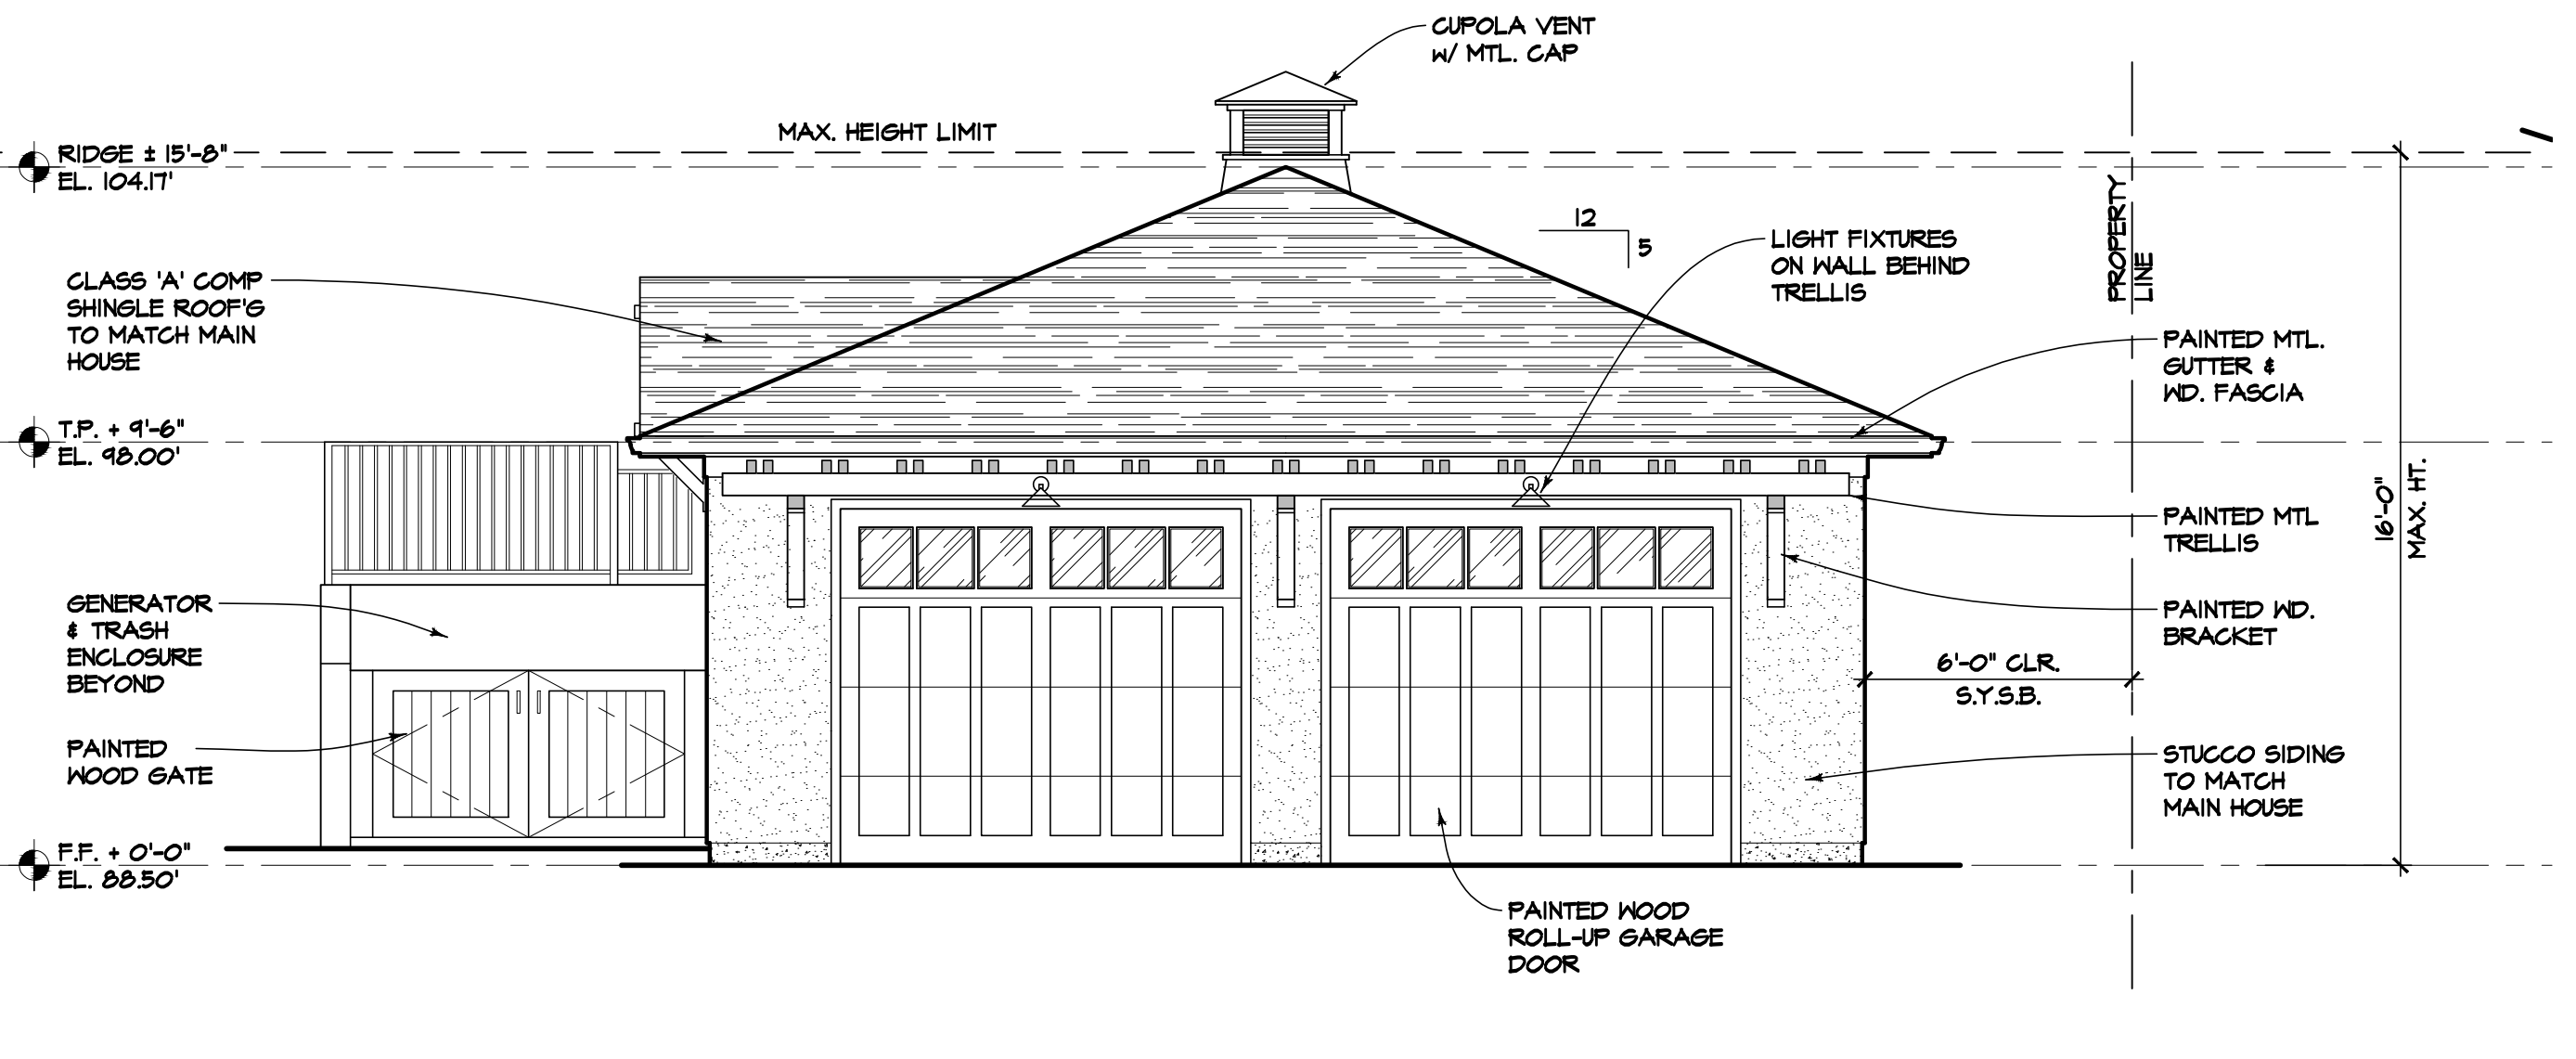 CUPOLA VENT
W/ MTL. CAP
MAX. HEIGHT LIMIT
RIDGE ± 15'-8"
EL. 104.17'
PROPERTY
LINE
12
5
LIGHT FIXTURES
ON WALL BEHIND
TRELLIS
CLASS 'A' COMP
SHINGLE ROOF'G
TO MATCH MAIN
HOUSE
PAINTED MTL.
GUTTER &
WD. FASCIA
T.P. + 9'-6"
EL. 98.00'
16'-0"
MAX. HT.
PAINTED MTL
TRELLIS
GENERATOR
& TRASH
ENCLOSURE
BEYOND
PAINTED WD.
BRACKET
6'-0" CLR.
S.Y.S.B.
PAINTED
WOOD GATE
STUCCO SIDING
TO MATCH
MAIN HOUSE
F.F. + 0'-0"
EL. 88.50'
PAINTED WOOD
ROLL-UP GARAGE
DOOR